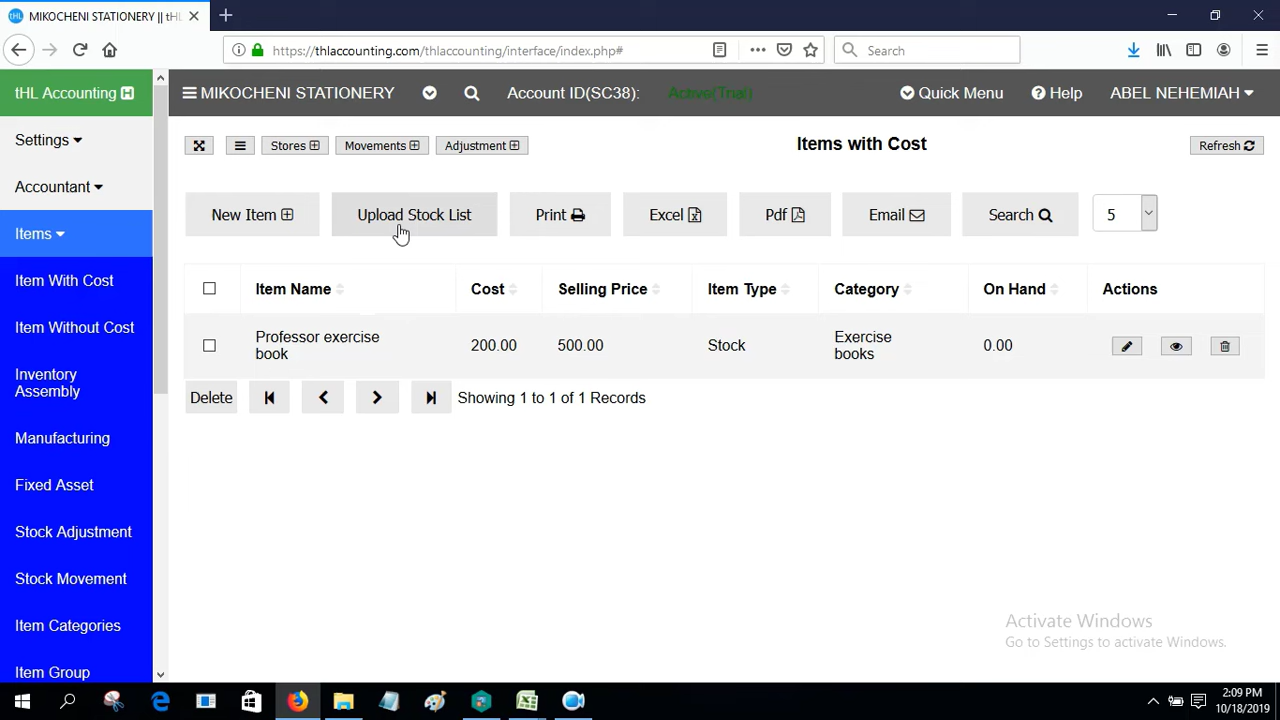 MIKOCHENI STATIONERY || tHL
https://thlaccounting.com/thlaccounting/interface/index.php#
Search
tHL Accounting
MIKOCHENI STATIONERY
Account ID(SC38):
Active(Trial)
Quick Menu
Help
ABEL NEHEMIAH
Settings
Accountant
Items
Item With Cost
Item Without Cost
Inventory
Assembly
Manufacturing
Fixed Asset
Stock Adjustment
Stock Movement
Item Categories
Item Group
Stores
Movements
Adjustment
Items with Cost
Refresh
New Item
Upload Stock List
Print
Excel
Pdf
Email
Search
5
Item Name
Cost
Selling Price
Item Type
Category
On Hand
Actions
Professor exercise
book
200.00
500.00
Stock
Exercise
books
0.00
Delete
Showing 1 to 1 of 1 Records
Activate Windows
Go to Settings to activate Windows.
2:09 PM
10/18/2019